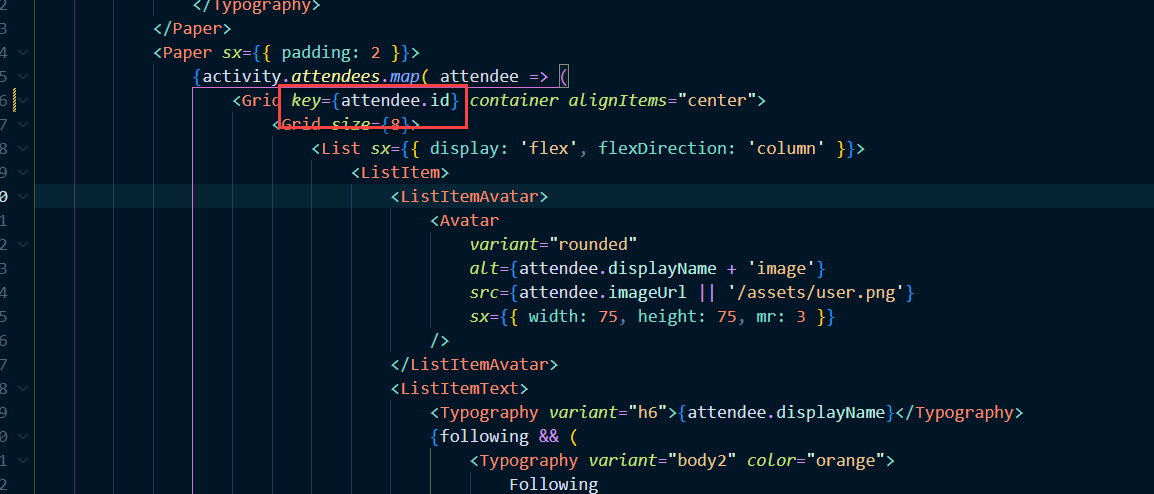 2 </Typography>
3 </Paper>
4 <Paper sx={{ padding: 2 }}>
5 {activity.attendees.map( attendee => (
6 <Grid key={attendee.id} container alignItems="center">
7 <Grid size={8}>
8 <List sx={{ display: 'flex', flexDirection: 'column' }}>
9 <ListItem>
0 <ListItemAvatar>
1 <Avatar
2 variant="rounded"
3 alt={attendee.displayName + 'image'}
4 src={attendee.imageUrl || '/assets/user.png'}
5 sx={{ width: 75, height: 75, mr: 3 }}
6 />
7 </ListItemAvatar>
8 <ListItemText>
9 <Typography variant="h6">{attendee.displayName}</Typography>
0 {following && (
1 <Typography variant="body2" color="orange">
2 Following